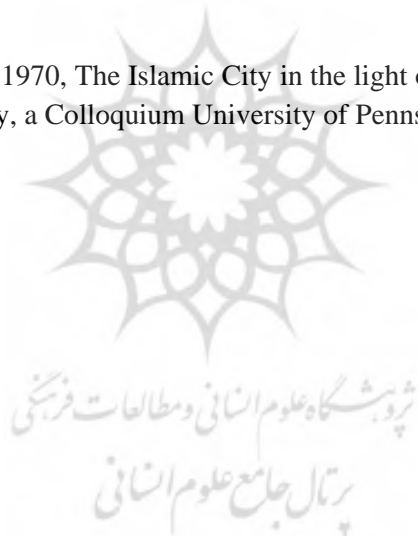 1970, The Islamic City in the light o
y, a Colloquium University of Penns
پژوهشگاه علوم انسانی و مطالعات فرهنگی
پرتال جامع علوم انسانی